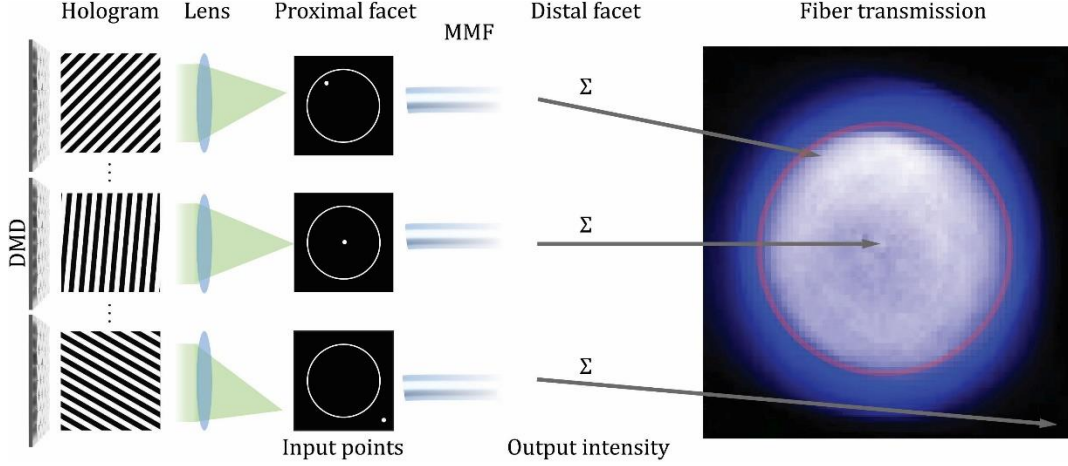 Hologram
Lens
Proximal facet
Distal facet
Fiber transmission
MMF
Σ
DMD
Σ
Σ
Input points
Output intensity